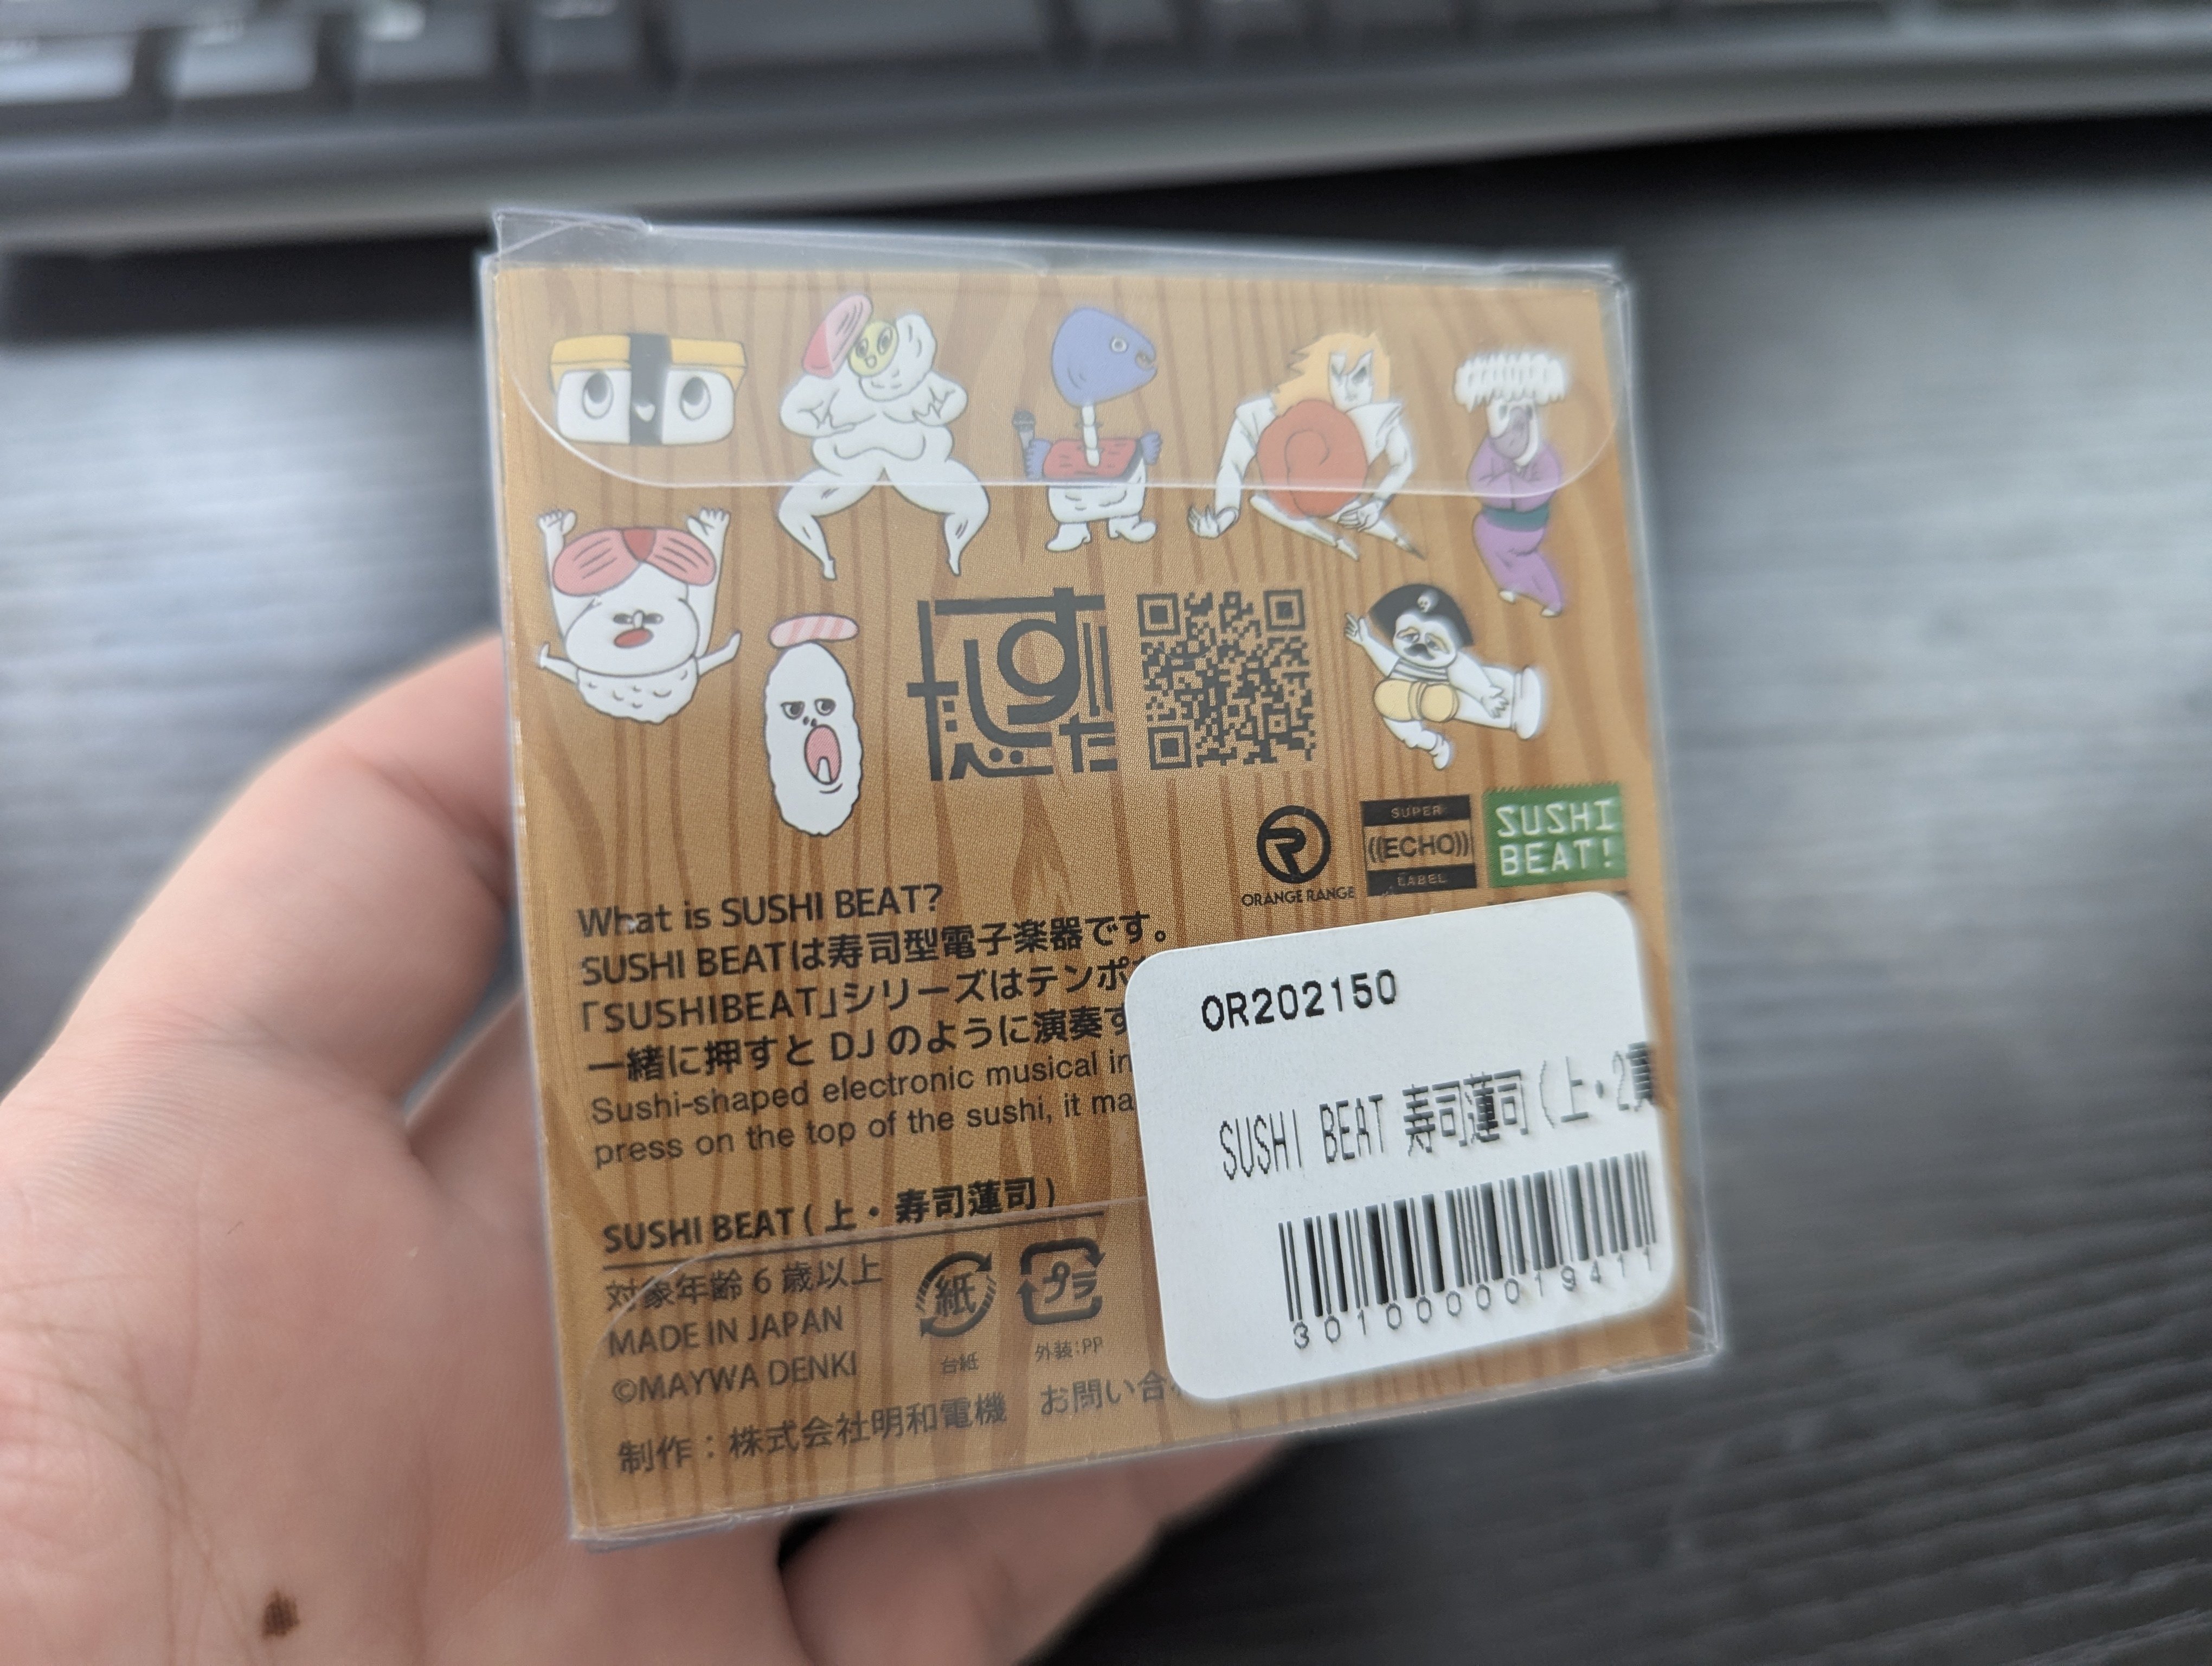 すしだ
ORANGE RANGE
SUPER
((ECHO))
LABEL
SUSHI
BEAT!
What is SUSHI BEAT?
SUSHI BEATは寿司型電子楽器です。
「SUSHIBEAT」シリーズはテンポ
一緒に押すと DJ のように演奏す
Sushi-shaped electronic musical in
press on the top of the sushi, it ma
SUSHI BEAT ( 上・寿司蓮司 )
対象年齢 6 歳以上
MADE IN JAPAN
©MAYWA DENKI
紙
台紙
プラ
外装:PP
制作：株式会社明和電機 お問い合
OR202150
SUSHI BEAT 寿司蓮司(上・2貫
3010000019411